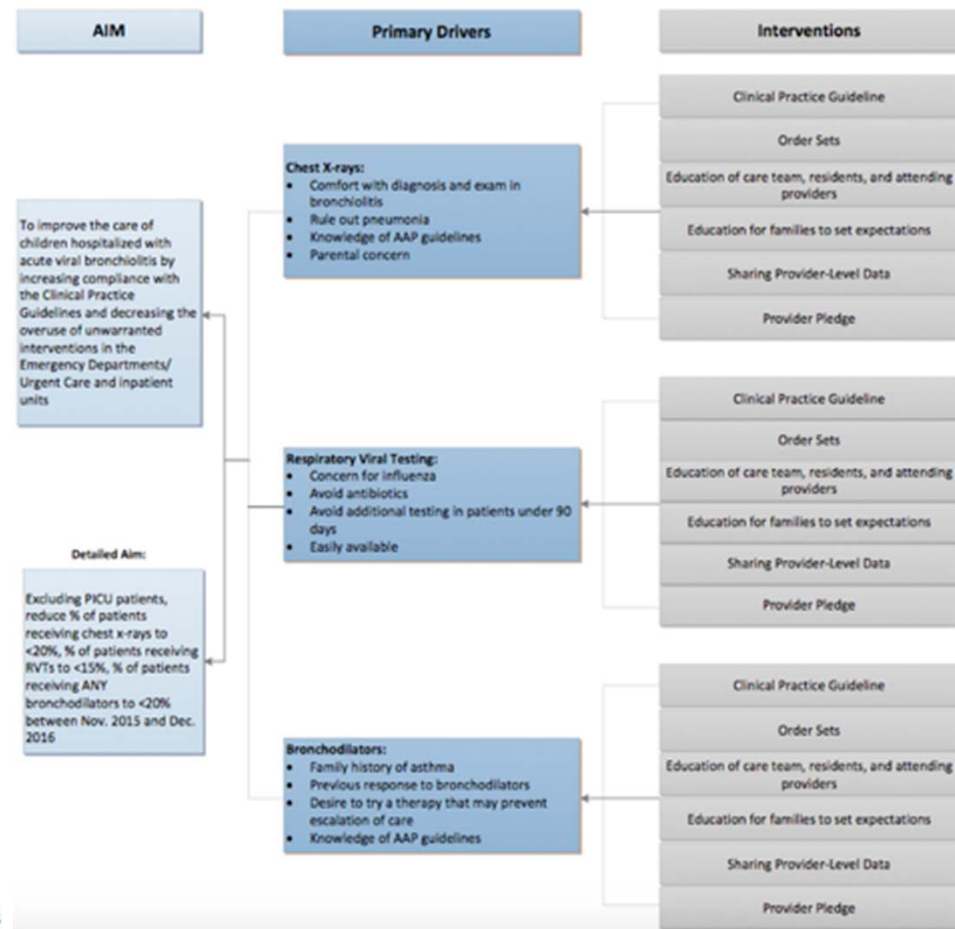 AIM
Primary Drivers
Interventions
To improve the care of
children hospitalized with
acute viral bronchiolitis by
increasing compliance with
the Clinical Practice
Guidelines and decreasing the
overuse of unwarranted
interventions in the
Emergency Departments/
Urgent Care and inpatient
units
Detailed Aim:
Excluding PICU patients,
reduce % of patients
receiving chest x-rays to
<20%, % of patients receiving
RVTs to <15%, % of patients
receiving ANY
bronchodilators to <20%
between Nov. 2015 and Dec.
2016
Chest X-rays:
• Comfort with diagnosis and exam in
bronchiolitis
• Rule out pneumonia
• Knowledge of AAP guidelines
• Parental concern
Clinical Practice Guideline
Order Sets
Education of care team, residents, and attending
providers
Education for families to set expectations
Sharing Provider-Level Data
Provider Pledge
Respiratory Viral Testing:
• Concern for influenza
• Avoid antibiotics
• Avoid additional testing in patients under 90
days
• Easily available
Clinical Practice Guideline
Order Sets
Education of care team, residents, and attending
providers
Education for families to set expectations
Sharing Provider-Level Data
Provider Pledge
Bronchodilators:
• Family history of asthma
• Previous response to bronchodilators
• Desire to try a therapy that may prevent
escalation of care
• Knowledge of AAP guidelines
Clinical Practice Guideline
Order Sets
Education of care team, residents, and attending
providers
Education for families to set expectations
Sharing Provider-Level Data
Provider Pledge